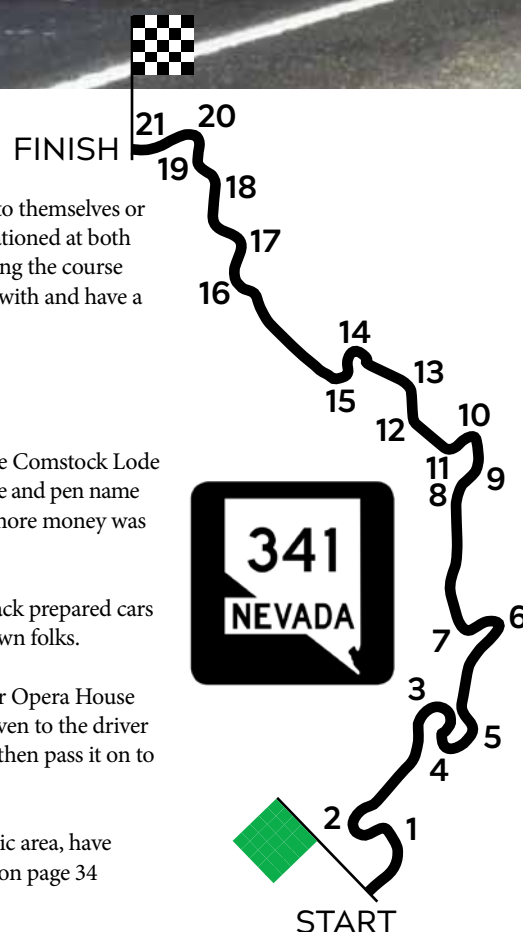 FINISH
21
20
19
18
17
16
14
15
13
12
10
11
9
8
6
7
3
5
4
2
1
START
to themselves or
ationed at both
ng the course
with and have a
e Comstock Lode
e and pen name
nore money was
ack prepared cars
wn folks.
r Opera House
ven to the driver
then pass it on to
ic area, have
on page 34
341
NEVADA